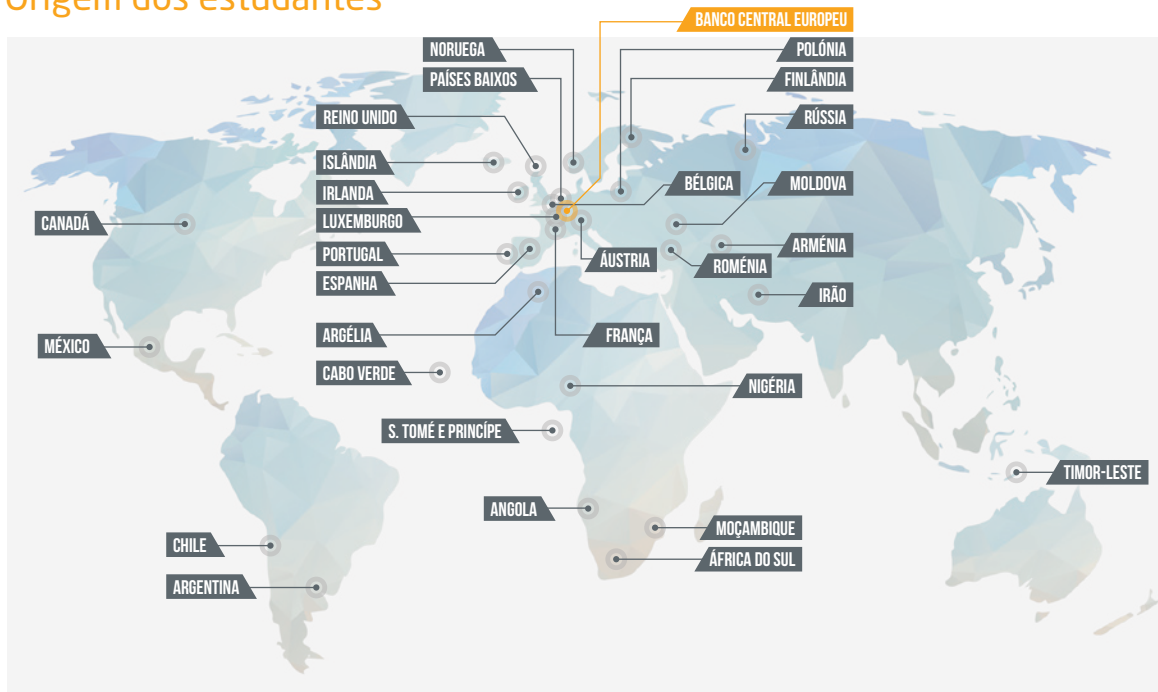 Origem dos estudantes
BANCO CENTRAL EUROPEU
NORUEGA
POLÓNIA
PAÍSES BAIXOS
FINLÂNDIA
REINO UNIDO
RÚSSIA
ISLÂNDIA
IRLANDA
BÉLGICA
MOLDOVA
CANADÁ
LUXEMBURGO
ARMÉNIA
PORTUGAL
ÁUSTRIA
ROMÉNIA
ESPANHA
IRÃO
ARGÉLIA
FRANÇA
MÉXICO
CABO VERDE
NIGÉRIA
S. TOMÉ E PRINCÍPE
TIMOR-LESTE
ANGOLA
MOÇAMBIQUE
CHILE
ÁFRICA DO SUL
ARGENTINA